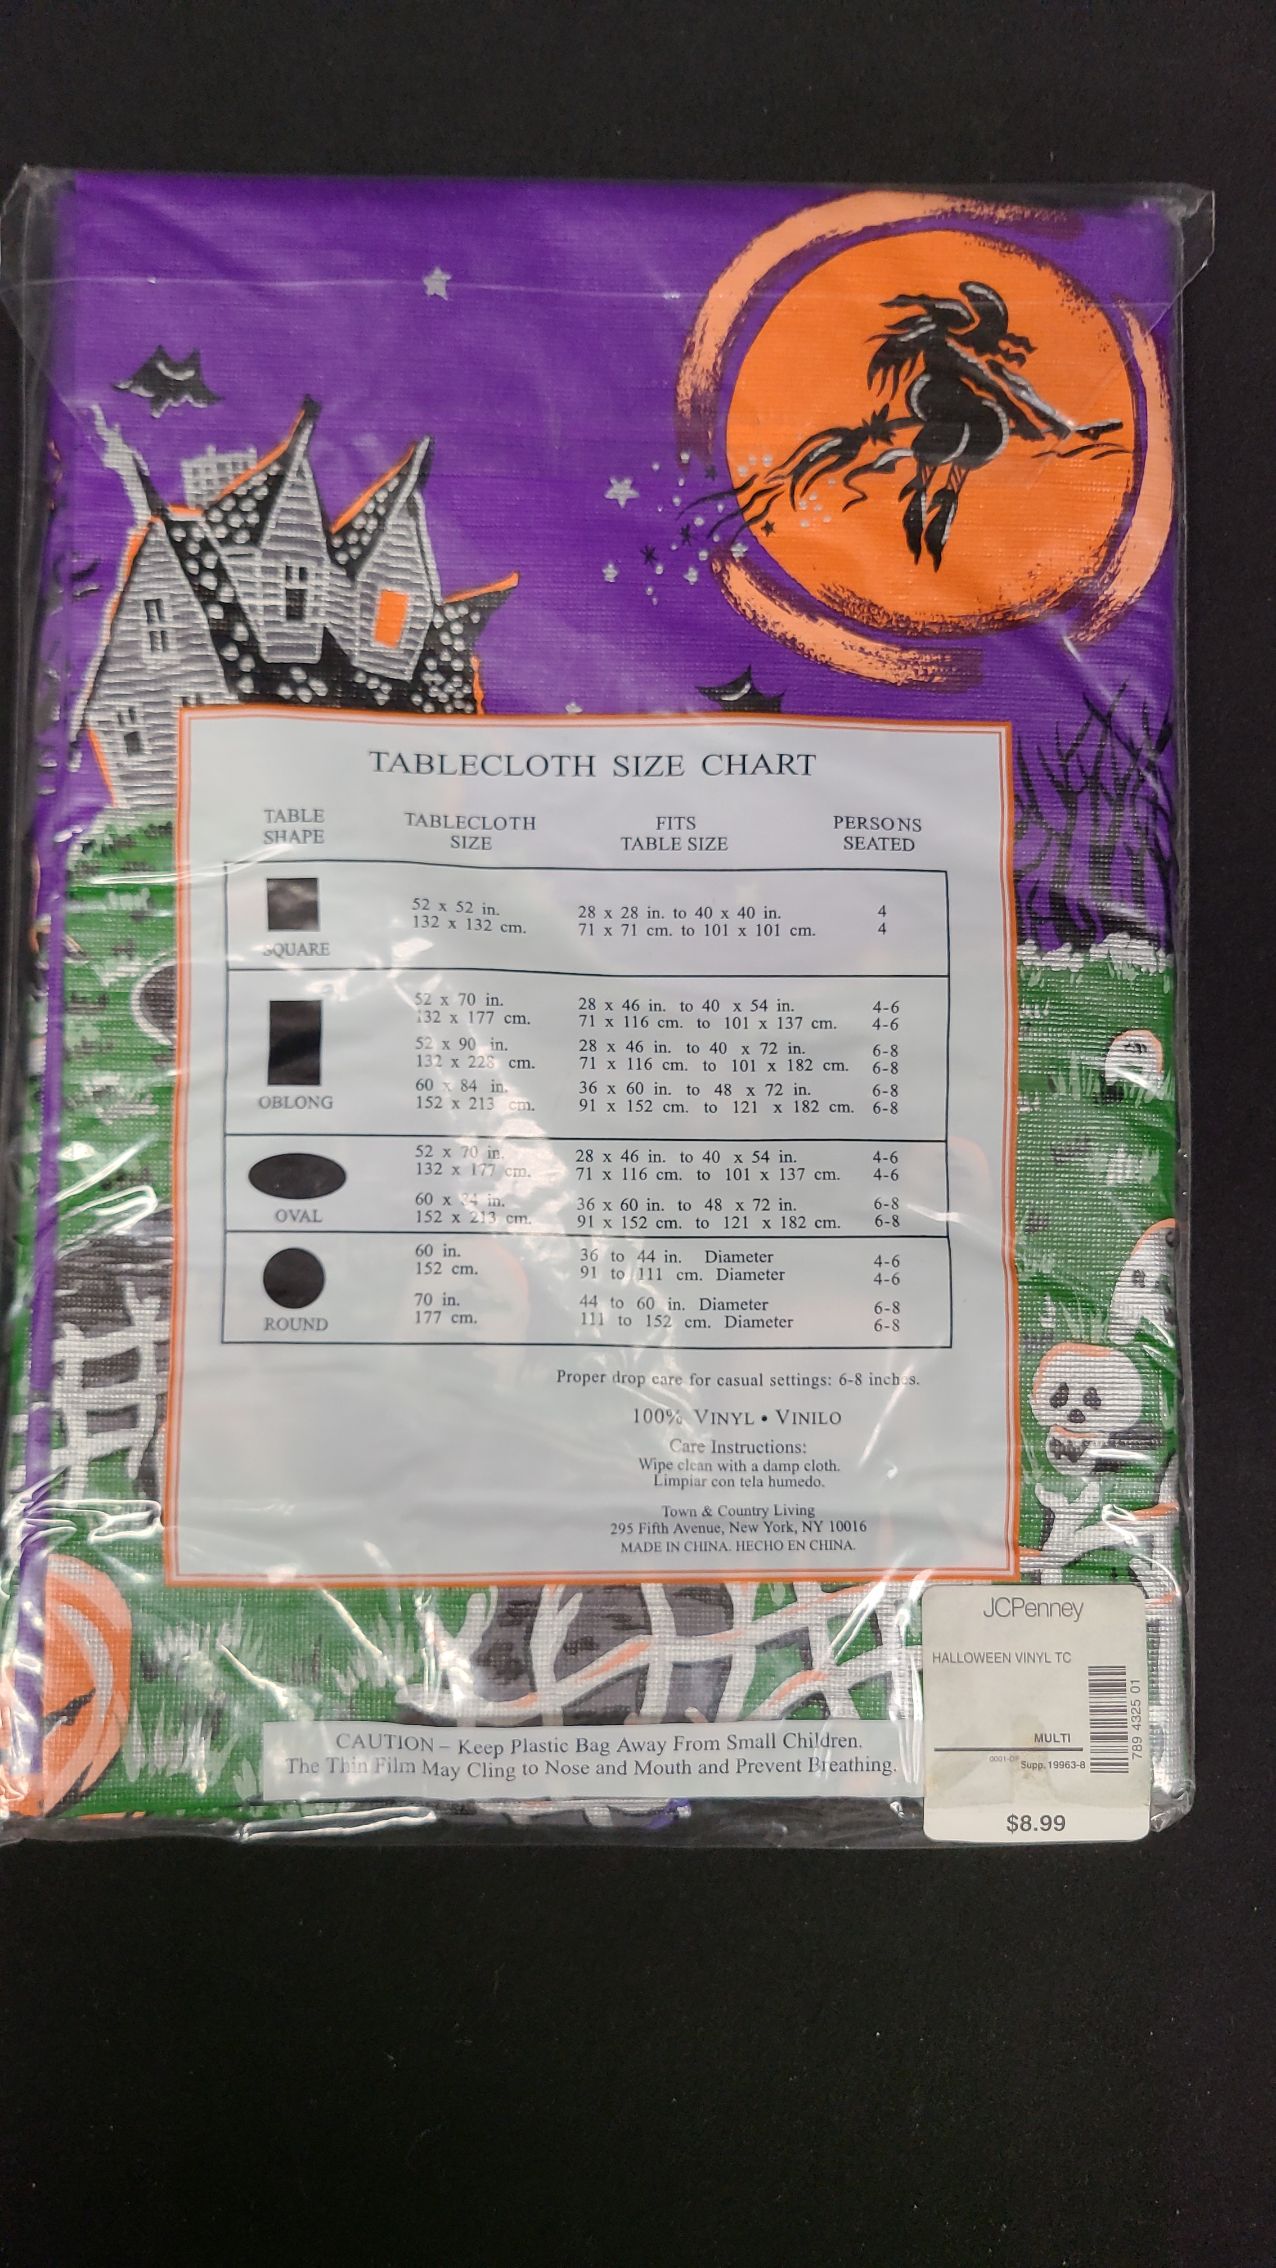 TABLECLOTH SIZE CHART
TABLE SHAPE TABLECLOTH SIZE FITS TABLE SIZE PERSONS SEATED
52 x 52 in. 28 x 28 in. to 40 x 40 in. 4
132 x 132 cm. 71 x 71 cm. to 101 x 101 cm. 4
SQUARE
52 x 70 in. 28 x 46 in. to 40 x 54 in. 4-6
132 x 177 cm. 71 x 116 cm. to 101 x 137 cm. 4-6
52 x 90 in. 28 x 46 in. to 40 x 72 in. 6-8
132 x 228 cm. 71 x 116 cm. to 101 x 182 cm. 6-8
60 x 84 in. 36 x 60 in. to 48 x 72 in. 6-8
152 x 213 cm. 91 x 152 cm. to 121 x 182 cm. 6-8
OBLONG
52 x 70 in. 28 x 46 in. to 40 x 54 in. 4-6
132 x 177 cm. 71 x 116 cm. to 101 x 137 cm. 4-6
60 x 84 in. 36 x 60 in. to 48 x 72 in. 6-8
152 x 213 cm. 91 x 152 cm. to 121 x 182 cm. 6-8
OVAL
60 in. 36 to 44 in. Diameter 4-6
152 cm. 91 to 111 cm. Diameter 4-6
70 in. 44 to 60 in. Diameter 6-8
177 cm. 111 to 152 cm. Diameter 6-8
ROUND
Proper drop care for casual settings: 6-8 inches.
100% VINYL • VINILO
Care Instructions:
Wipe clean with a damp cloth.
Limpiar con tela humedo.
Town & Country Living
295 Fifth Avenue, New York, NY 10016
MADE IN CHINA. HECHO EN CHINA.
JCPenney
HALLOWEEN VINYL TC
789 4325 01
MULTI
0001-DP
Supp. 19963-8
$8.99
CAUTION – Keep Plastic Bag Away From Small Children.
The Thin Film May Cling to Nose and Mouth and Prevent Breathing.